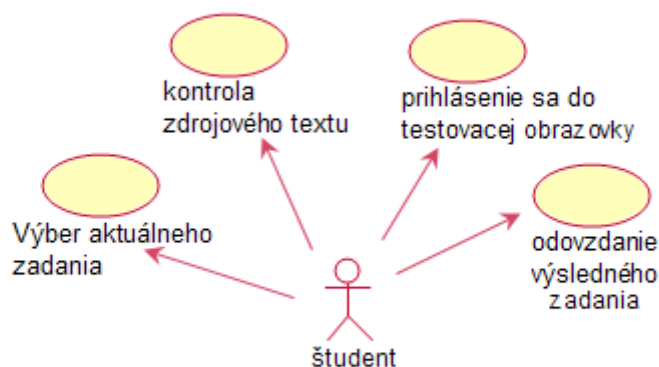 kontrola
zdrojového textu
prihlásenie sa do
testovacej obrazovky
Výber aktuálneho
zadania
odovzdanie
výsledného
zadania
študent